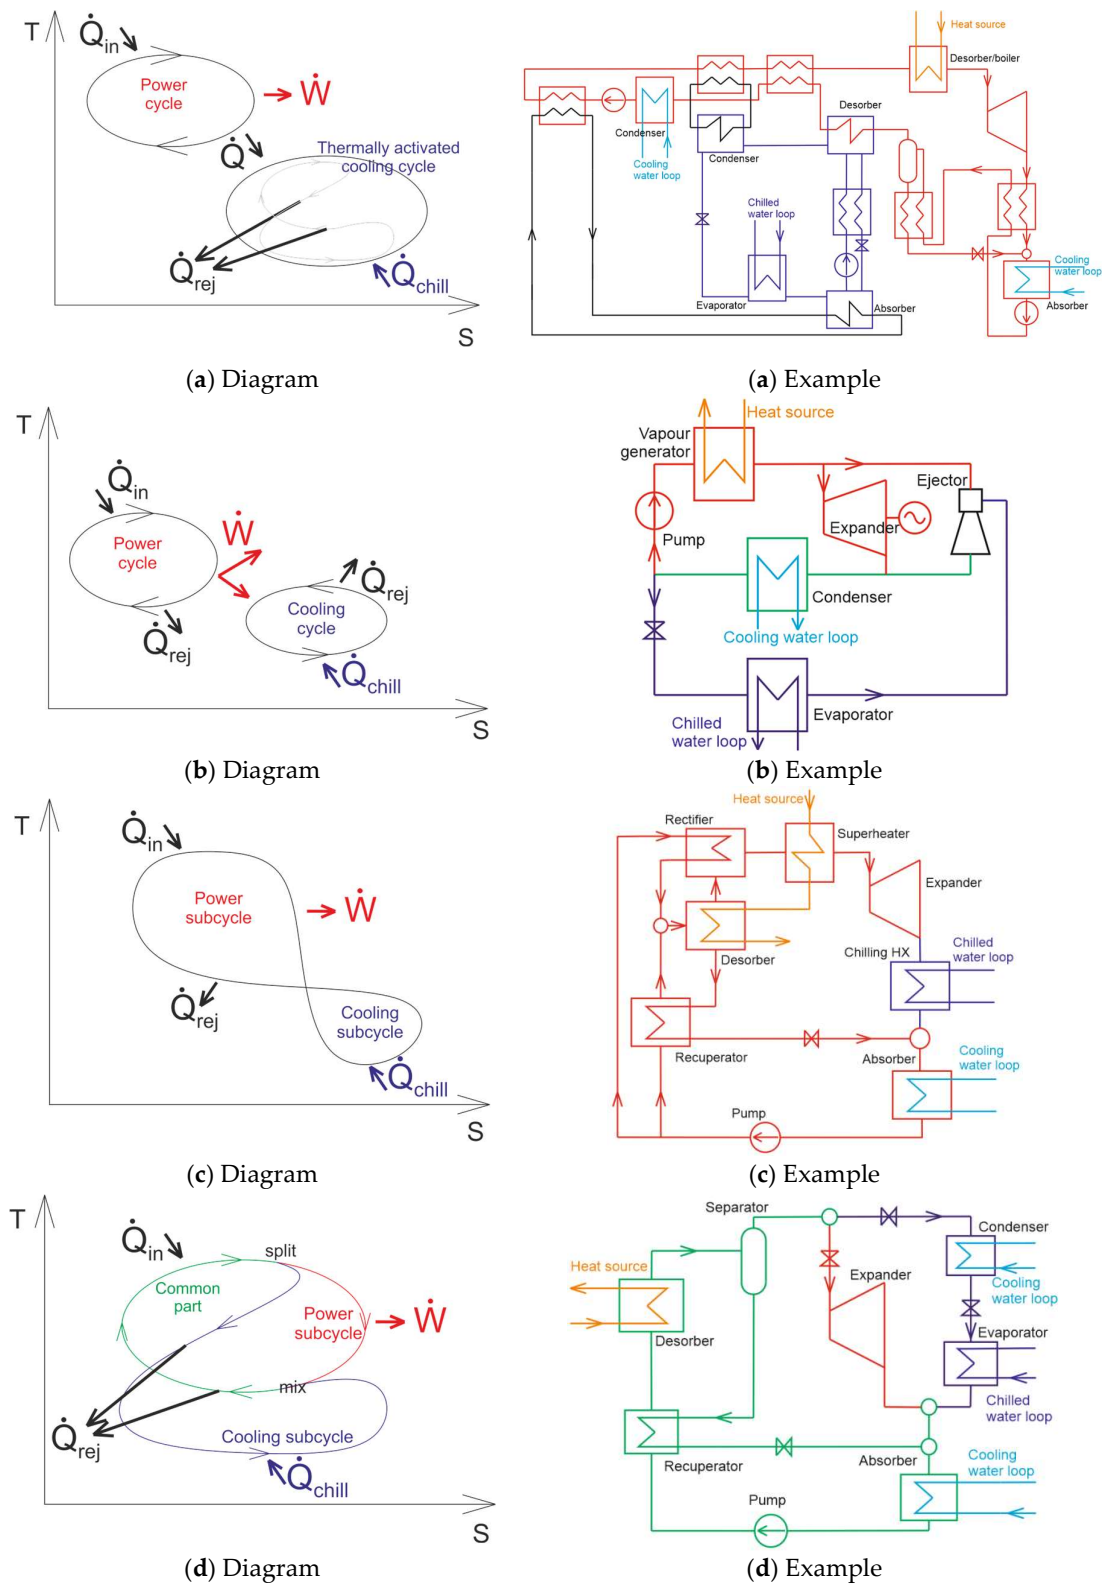 T
Q̇in
Power
cycle
Ẇ
Q̇
Thermally activated
cooling cycle
Q̇rej
Q̇chill
S
Heat source
Desorber/boiler
Desorber
Condenser
Condenser
Cooling
water loop
Chilled
water loop
Evaporator
Absorber
Cooling
water loop
Absorber
(a) Diagram
(a) Example
T
Q̇in
Power
cycle
Ẇ
Q̇rej
Cooling
cycle
Q̇rej
Q̇chill
S
Heat source
Vapour
generator
Ejector
Expander
Pump
Condenser
Cooling water loop
Evaporator
Chilled
water loop
(b) Diagram
(b) Example
T
Q̇in
Power
subcycle
Ẇ
Q̇rej
Cooling
subcycle
Q̇chill
S
Heat source
Rectifier
Superheater
Expander
Chilling HX
Chilled
water loop
Desorber
Recuperator
Absorber
Cooling
water loop
Pump
(c) Diagram
(c) Example
T
Q̇in
split
Common
part
Power
subcycle
Ẇ
mix
Q̇rej
Cooling subcycle
Q̇chill
S
Separator
Condenser
Heat source
Expander
Cooling
water loop
Desorber
Evaporator
Chilled
water loop
Recuperator
Absorber
Cooling
water loop
Pump
(d) Diagram
(d) Example